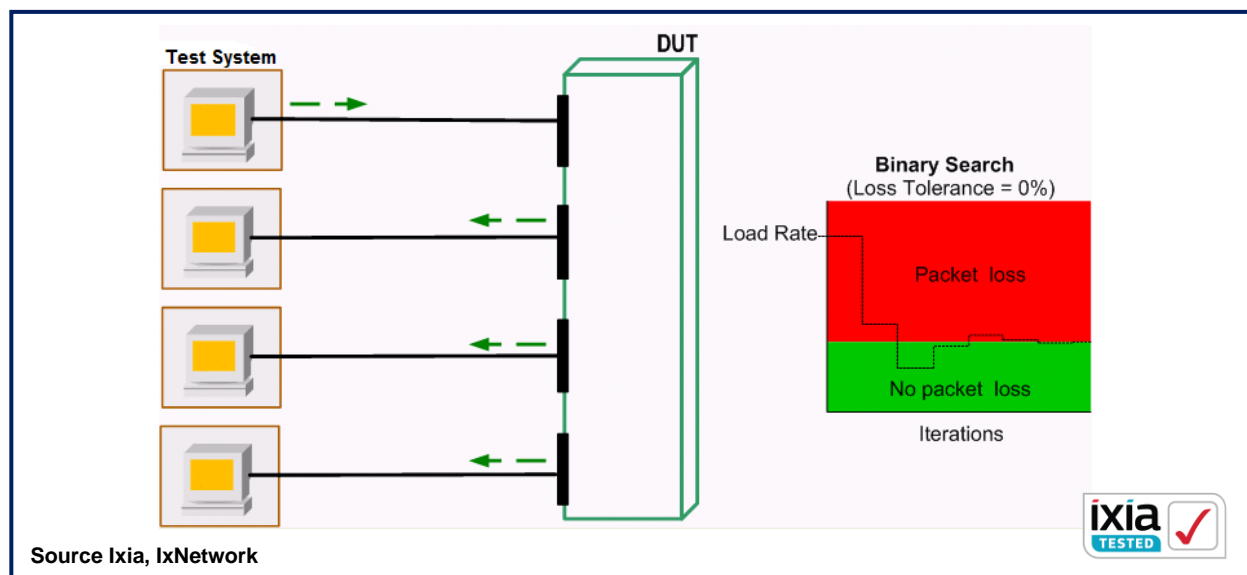 Test System
DUT
Binary Search
(Loss Tolerance = 0%)
Load Rate
Packet loss
No packet loss
Iterations
ixia
TESTED
Source Ixia, IxNetwork